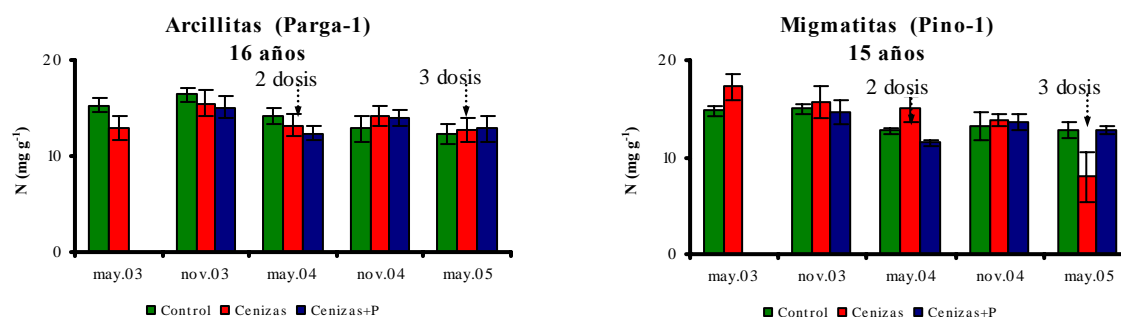 Arcillitas (Parga-1)
16 años
20
10
0
N (mg g-1)
2 dosis
3 dosis
may.03 nov.03 may.04 nov.04 may.05
Control Cenizas Cenizas+P
Migmatitas (Pino-1)
15 años
20
10
0
N (mg g-1)
2 dosis
3 dosis
may.03 nov.03 may.04 nov.04 may.05
Control Cenizas Cenizas+P